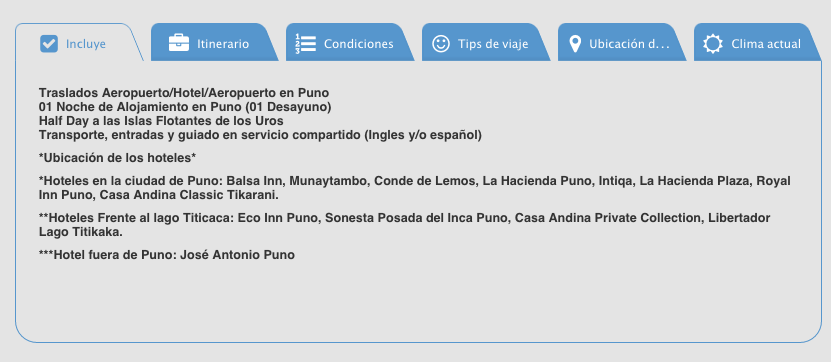 Incluye
Itinerario
Condiciones
Tips de viaje
Ubicación d...
Clima actual
Traslados Aeropuerto/Hotel/Aeropuerto en Puno
01 Noche de Alojamiento en Puno (01 Desayuno)
Half Day a las Islas Flotantes de los Uros
Transporte, entradas y guiado en servicio compartido (Ingles y/o español)
*Ubicación de los hoteles*
*Hoteles en la ciudad de Puno: Balsa Inn, Munaytambo, Conde de Lemos, La Hacienda Puno, Intiqa, La Hacienda Plaza, Royal
Inn Puno, Casa Andina Classic Tikarani.
**Hoteles Frente al lago Titicaca: Eco Inn Puno, Sonesta Posada del Inca Puno, Casa Andina Private Collection, Libertador
Lago Titikaka.
***Hotel fuera de Puno: José Antonio Puno